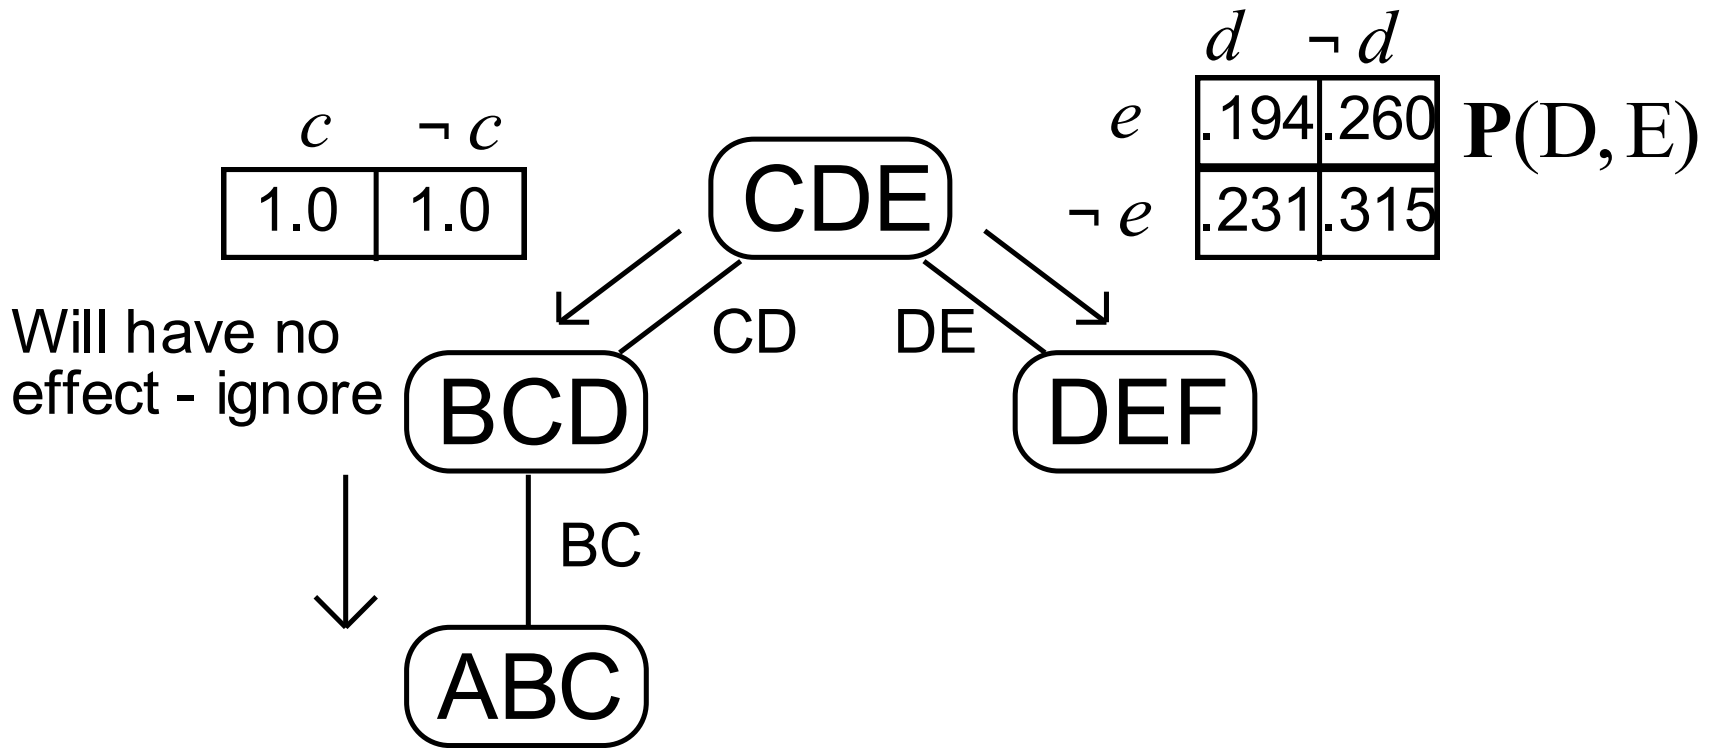 d ¬ d
e .194 .260 P(D, E)
¬ e .231 .315
c ¬ c
1.0 1.0
CDE
Will have no
effect - ignore
CD DE
BCD DEF
BC
ABC